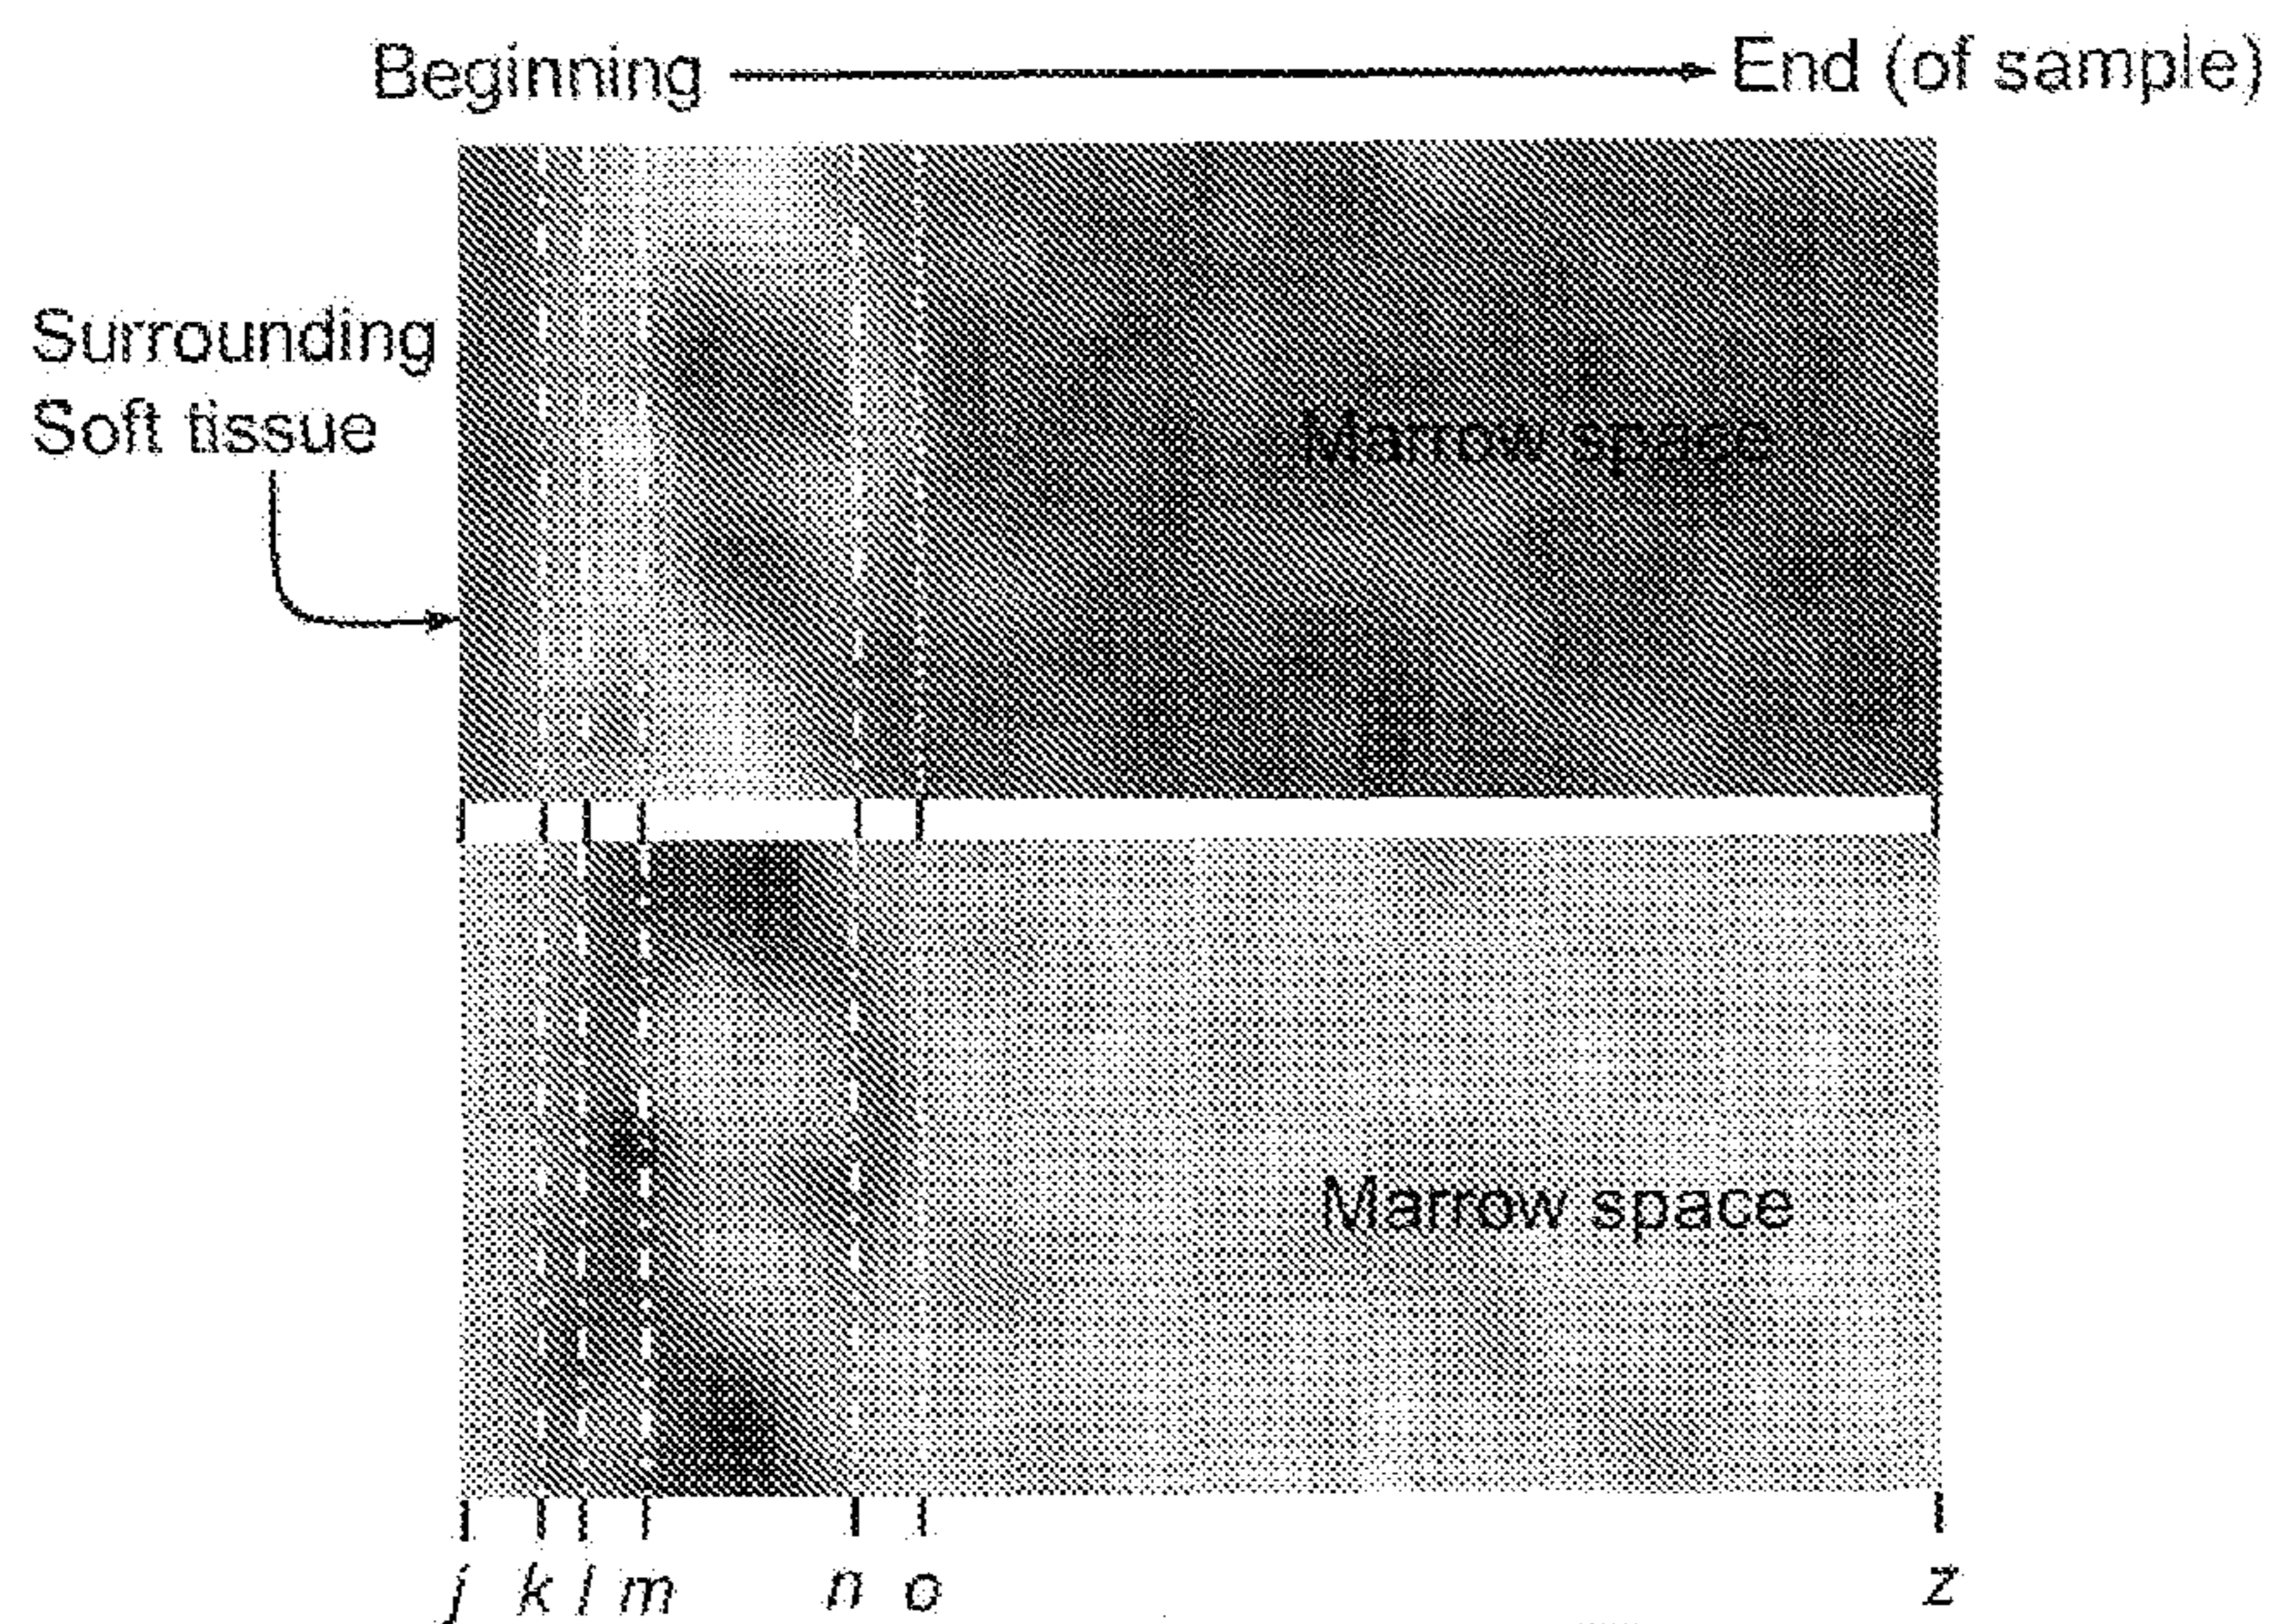 Beginning
End (of sample)
Surrounding
Soft tissue
Marrow space
Marrow space
j k l m n o z